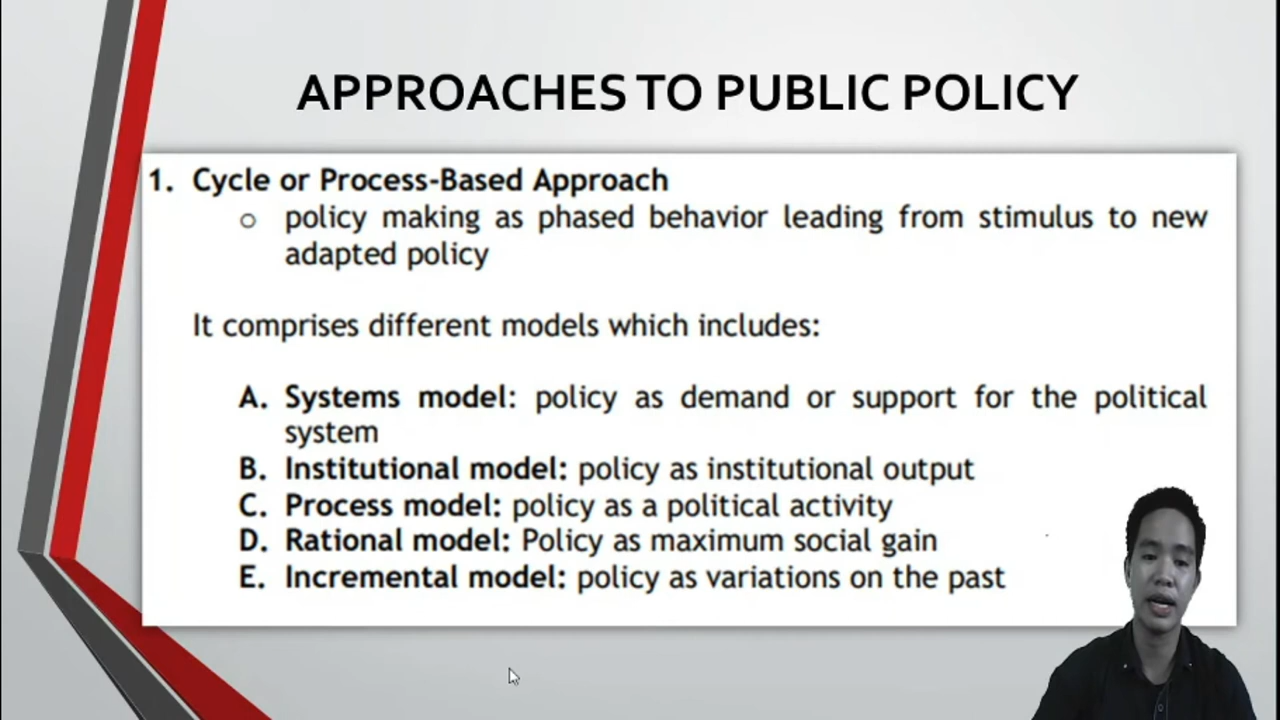 APPROACHES TO PUBLIC POLICY
1. Cycle or Process-Based Approach
o policy making as phased behavior leading from stimulus to new
adapted policy
It comprises different models which includes:
A. Systems model: policy as demand or support for the political
system
B. Institutional model: policy as institutional output
C. Process model: policy as a political activity
D. Rational model: Policy as maximum social gain
E. Incremental model: policy as variations on the past